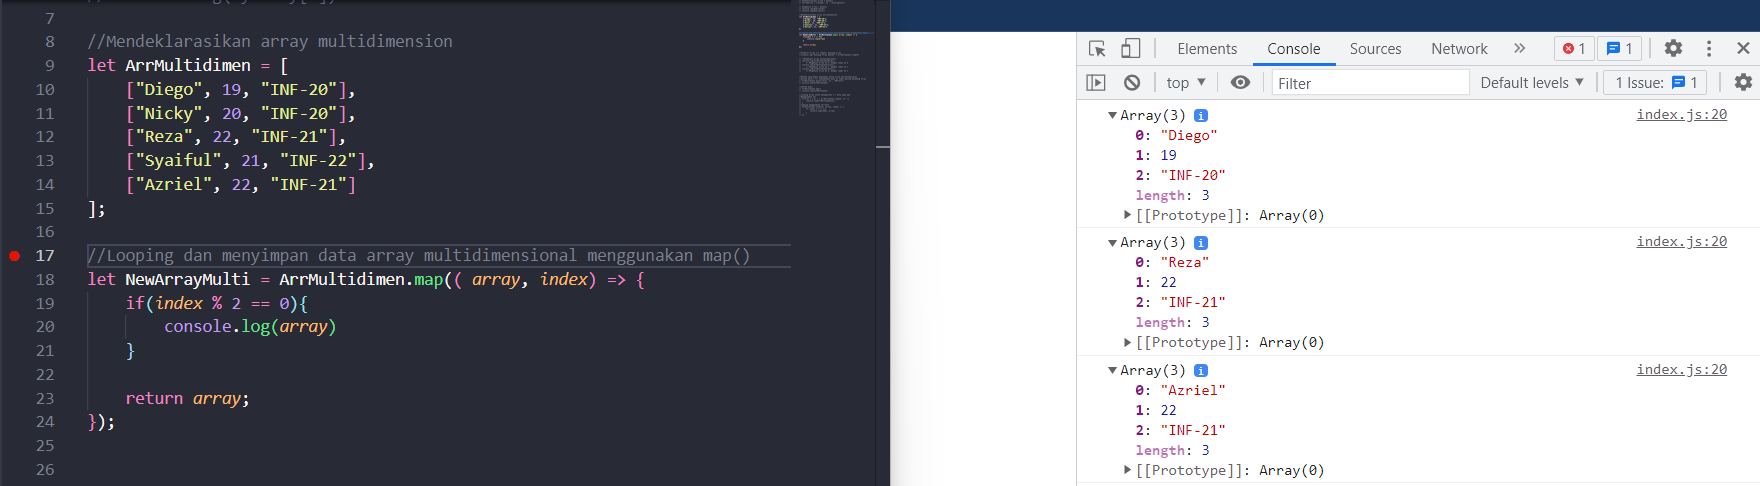 7
8 //Mendeklarasikan array multidimension
9 let ArrMultidimen = [
10 ["Diego", 19, "INF-20"],
11 ["Nicky", 20, "INF-20"],
12 ["Reza", 22, "INF-21"],
13 ["Syaiful", 21, "INF-22"],
14 ["Azriel", 22, "INF-21"]
15 ];
16
17 //Looping dan menyimpan data array multidimensional menggunakan map()
18 let NewArrayMulti = ArrMultidimen.map(( array, index) => {
19 if(index % 2 == 0){
20 console.log(array)
21 }
22
23 return array;
24 });
25
26
Elements Console Sources Network » 1 1
top ▼ Filter Default levels ▼ 1 Issue: 1
▼Array(3) i index.js:20
0: "Diego"
1: 19
2: "INF-20"
length: 3
▶[[Prototype]]: Array(0)
▼Array(3) i index.js:20
0: "Reza"
1: 22
2: "INF-21"
length: 3
▶[[Prototype]]: Array(0)
▼Array(3) i index.js:20
0: "Azriel"
1: 22
2: "INF-21"
length: 3
▶[[Prototype]]: Array(0)